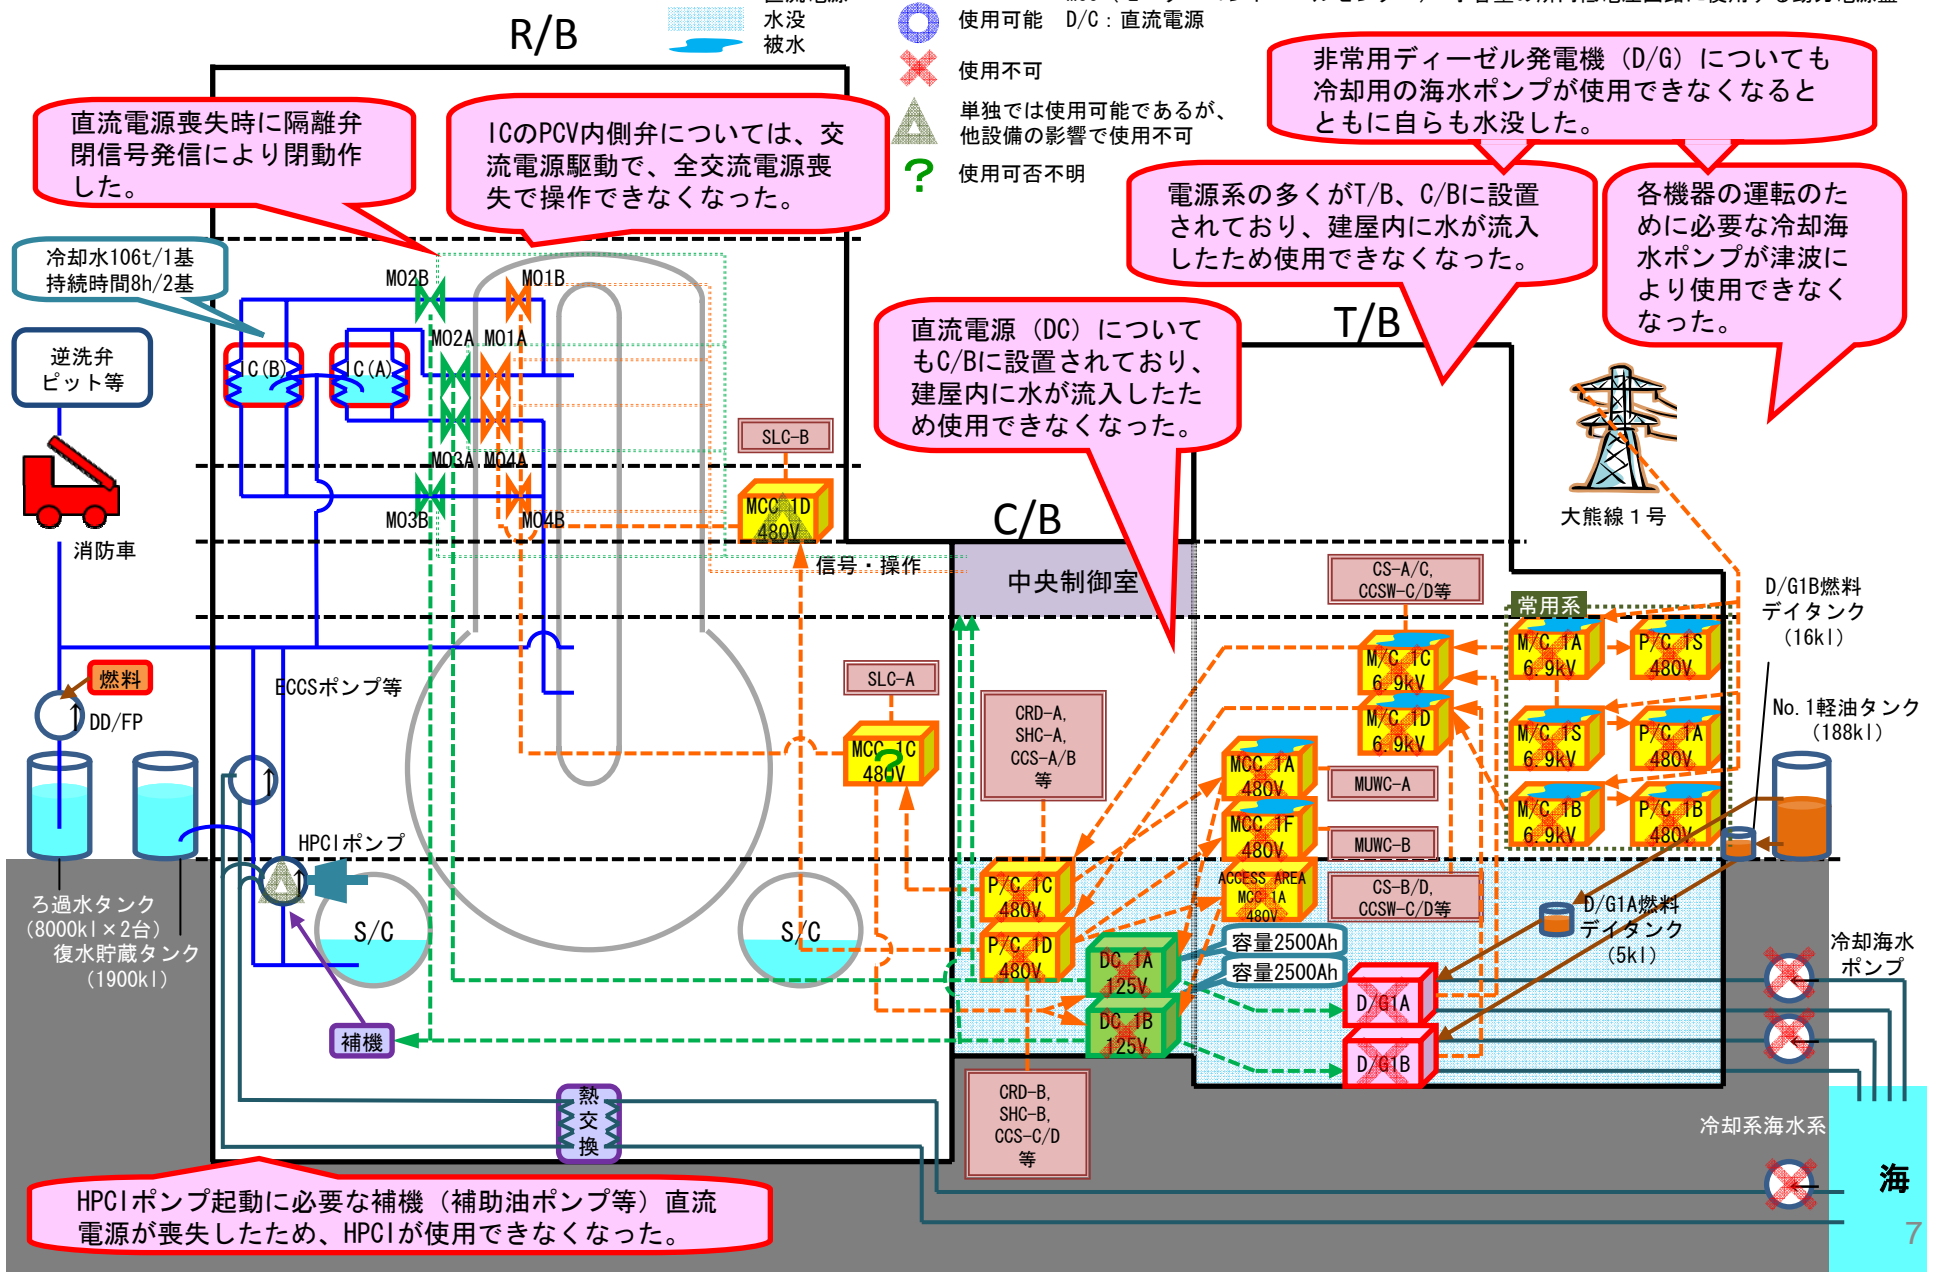 R/B
水没
被水
使用可能 D/C：直流電源
使用不可
単独では使用可能であるが、
他設備の影響で使用不可
使用可否不明
非常用ディーゼル発電機（D/G）についても
冷却用の海水ポンプが使用できなくなると
ともに自らも水没した。
直流電源喪失時に隔離弁
閉信号発信により閉動作
した。
ICのPCV内側弁については、交
流電源駆動で、全交流電源喪
失で操作できなくなった。
電源系の多くがT/B、C/Bに設置
されており、建屋内に水が流入
したため使用できなくなった。
各機器の運転のた
めに必要な冷却海
水ポンプが津波に
より使用できなく
なった。
冷却水106t/1基
持続時間8h/2基
直流電源（DC）についてもC/Bに設置されており、
建屋内に水が流入したた
め使用できなくなった。
T/B
C/B
逆洗弁
ピット等
消防車
MO2B
MO1B
MO2A MO1A
IC(B)
IC(A)
MO3A MO4A
MO3B
MO4B
SLC-B
MCC 1D
480V
信号・操作
中央制御室
大熊線１号
CS-A/C,
CCSW-C/D等
常用系
D/G1B燃料
デイタンク
(16kl)
M/C 1A
6.9kV
P/C 1S
480V
M/C 1C
6.9kV
M/C 1D
6.9kV
M/C 1S
6.9kV
P/C 1A
480V
M/C 1B
6.9kV
P/C 1B
480V
No.1軽油タンク
(188kl)
燃料
DD/FP
ECCSポンプ等
SLC-A
MCC 1C
480V
CRD-A,
SHC-A,
CCS-A/B
等
MCC 1A
480V
MUWC-A
MCC 1F
480V
MUWC-B
ACCESS AREA
MCC 1A
480V
CS-B/D,
CCSW-C/D等
HPCIポンプ
P/C 1C
480V
P/C 1D
480V
ろ過水タンク
(8000kl×2台)
復水貯蔵タンク
(1900kl)
S/C
S/C
DC 1A
125V
DC 1B
125V
容量2500Ah
容量2500Ah
D/G1A燃料
デイタンク
(5kl)
D/G1A
D/G1B
冷却海水
ポンプ
補機
熱
交
換
CRD-B,
SHC-B,
CCS-C/D
等
冷却系海水系
海
HPCIポンプ起動に必要な補機（補助油ポンプ等）直流
電源が喪失したため、HPCIが使用できなくなった。
7